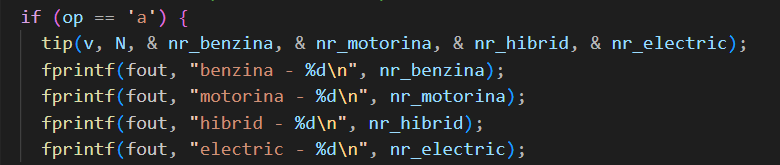 if (op == 'a') {
tip(v, N, & nr_benzina, & nr_motorina, & nr_hibrid, & nr_electric);
fprintf(fout, "benzina - %d\n", nr_benzina);
fprintf(fout, "motorina - %d\n", nr_motorina);
fprintf(fout, "hibrid - %d\n", nr_hibrid);
fprintf(fout, "electric - %d\n", nr_electric);